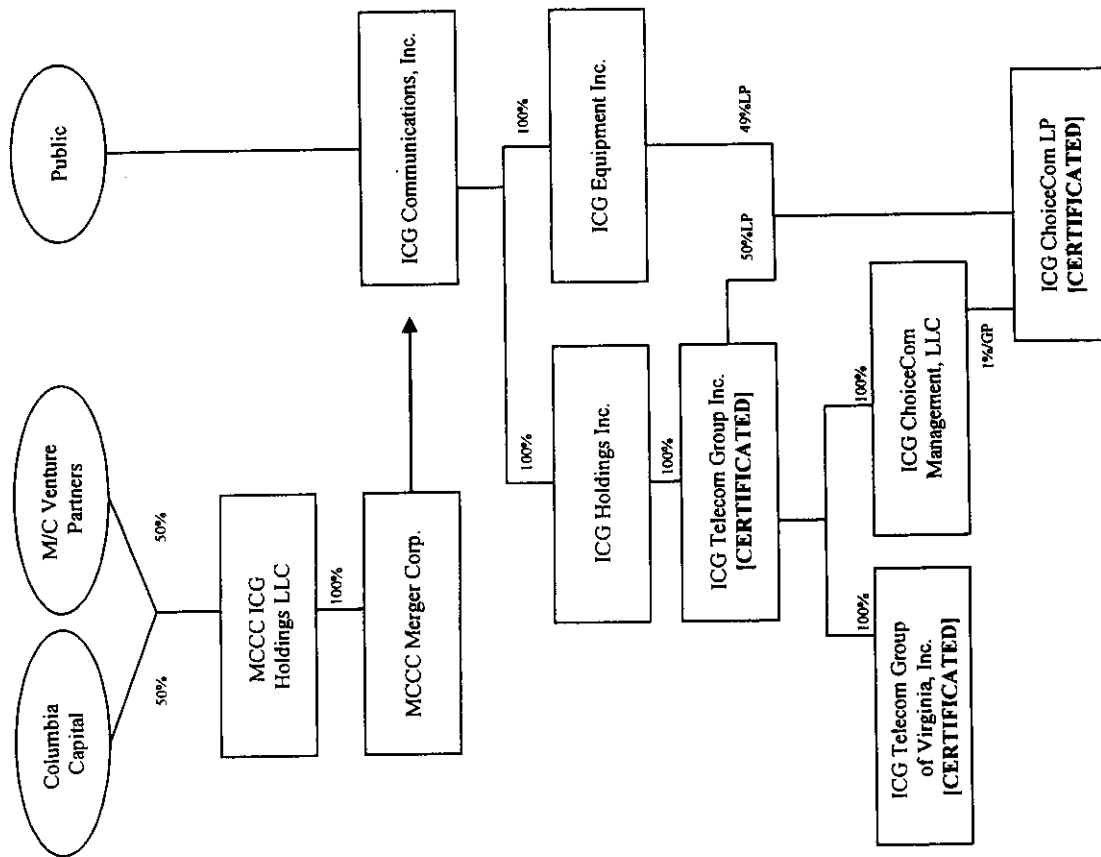 Columbia
Capital
M/C Venture
Partners
Public
50%
50%
MCCC ICG
Holdings LLC
100%
MCCC Merger Corp.
ICG Communications, Inc.
100%
100%
ICG Holdings Inc.
ICG Equipment Inc.
100%
ICG Telecom Group Inc.
[CERTIFICATED]
50%LP
49%LP
100%
100%
ICG Telecom Group
of Virginia, Inc.
[CERTIFICATED]
ICG ChoiceCom
Management, LLC
1%/GP
ICG ChoiceCom LP
[CERTIFICATED]